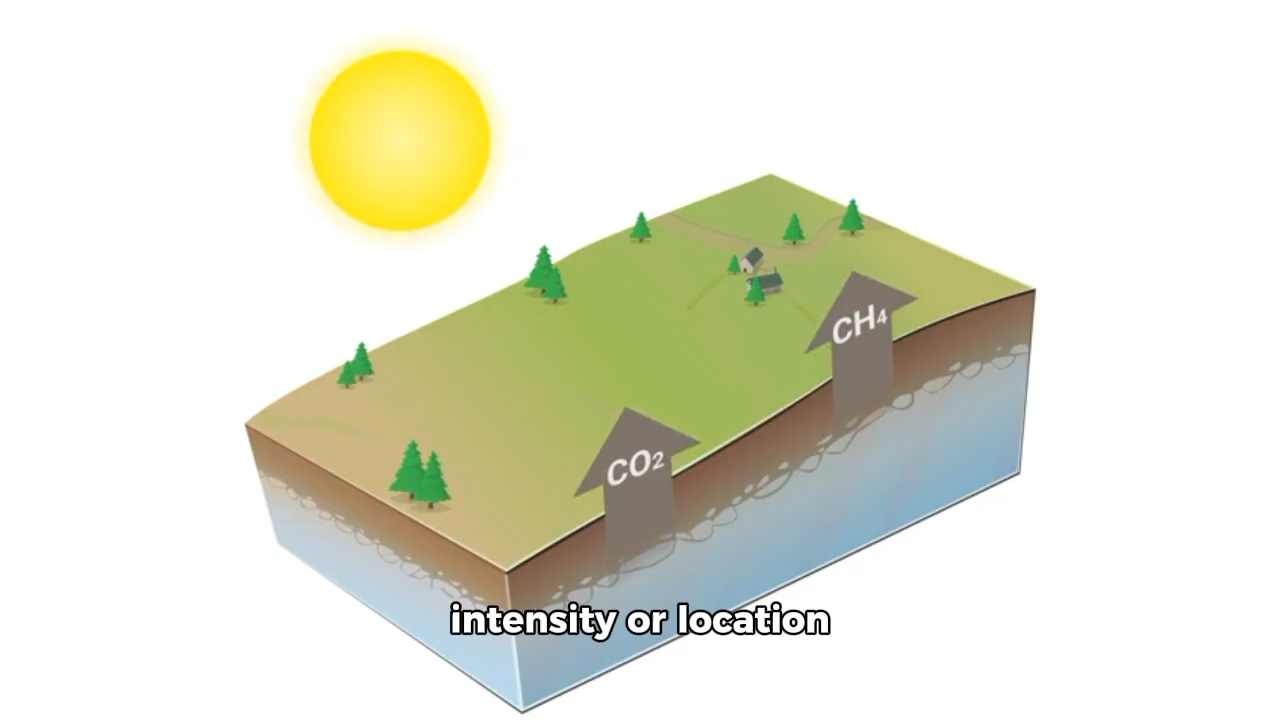 CH₄
CO₂
intensity or location